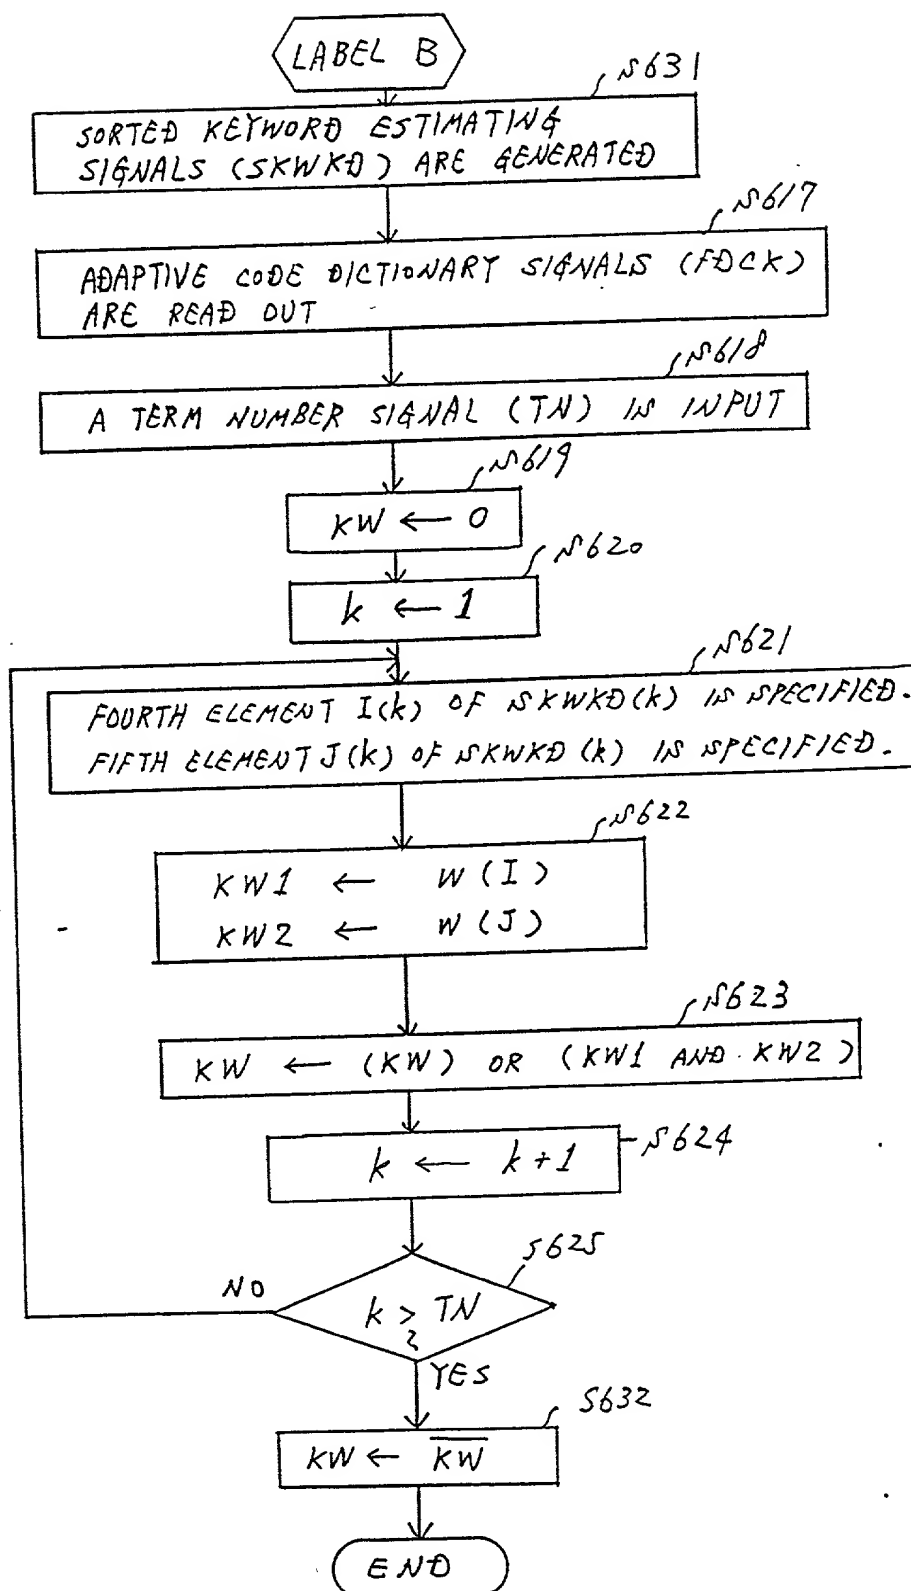 LABEL B
S631
SORTED KEYWORD ESTIMATING
SIGNALS (SKWKD) ARE GENERATED
S617
ADAPTIVE CODE DICTIONARY SIGNALS (FDCK)
ARE READ OUT
S618
A TERM NUMBER SIGNAL (TN) IS INPUT
S619
KW ← 0
S620
k ← 1
S621
FOURTH ELEMENT I(k) OF SKWKD(k) IS SPECIFIED.
FIFTH ELEMENT J(k) OF SKWKD (k) IS SPECIFIED.
S622
KW1 ← W(I)
KW2 ← W(J)
S623
KW ← (KW) OR (KW1 AND KW2)
S624
k ← k+1
S625
NO
k > TN
?
YES
S632
KW ← K̅W̅
END